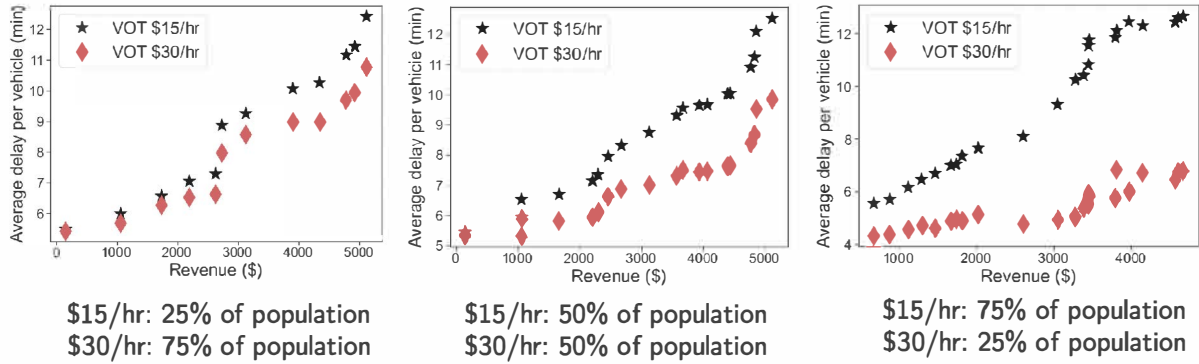 Average delay per vehicle (min)
12
11
10
9
8
7
6
VOT $15/hr
VOT $30/hr
0 1000 2000 3000 4000 5000
Revenue ($)
$15/hr: 25% of population
$30/hr: 75% of population
Average delay per vehicle (min)
12
11
10
9
8
7
6
5
VOT $15/hr
VOT $30/hr
0 1000 2000 3000 4000 5000
Revenue ($)
$15/hr: 50% of population
$30/hr: 50% of population
Average delay per vehicle (min)
12
10
8
6
4
VOT $15/hr
VOT $30/hr
1000 2000 3000 4000
Revenue ($)
$15/hr: 75% of population
$30/hr: 25% of population